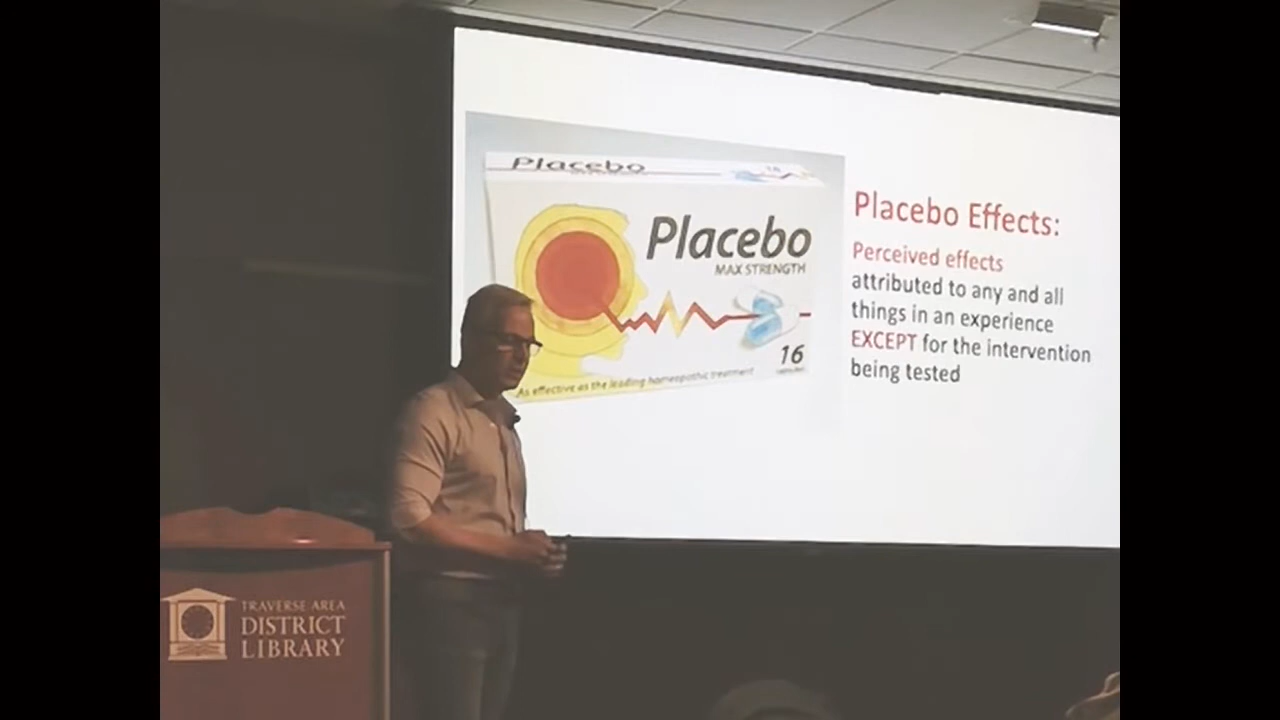 Placebo
Placebo
MAX STRENGTH
16
As effective as the leading homeopathic treatment
Placebo Effects:
Perceived effects
attributed to any and all
things in an experience
EXCEPT for the intervention
being tested
TRAVERSE AREA
DISTRICT
LIBRARY